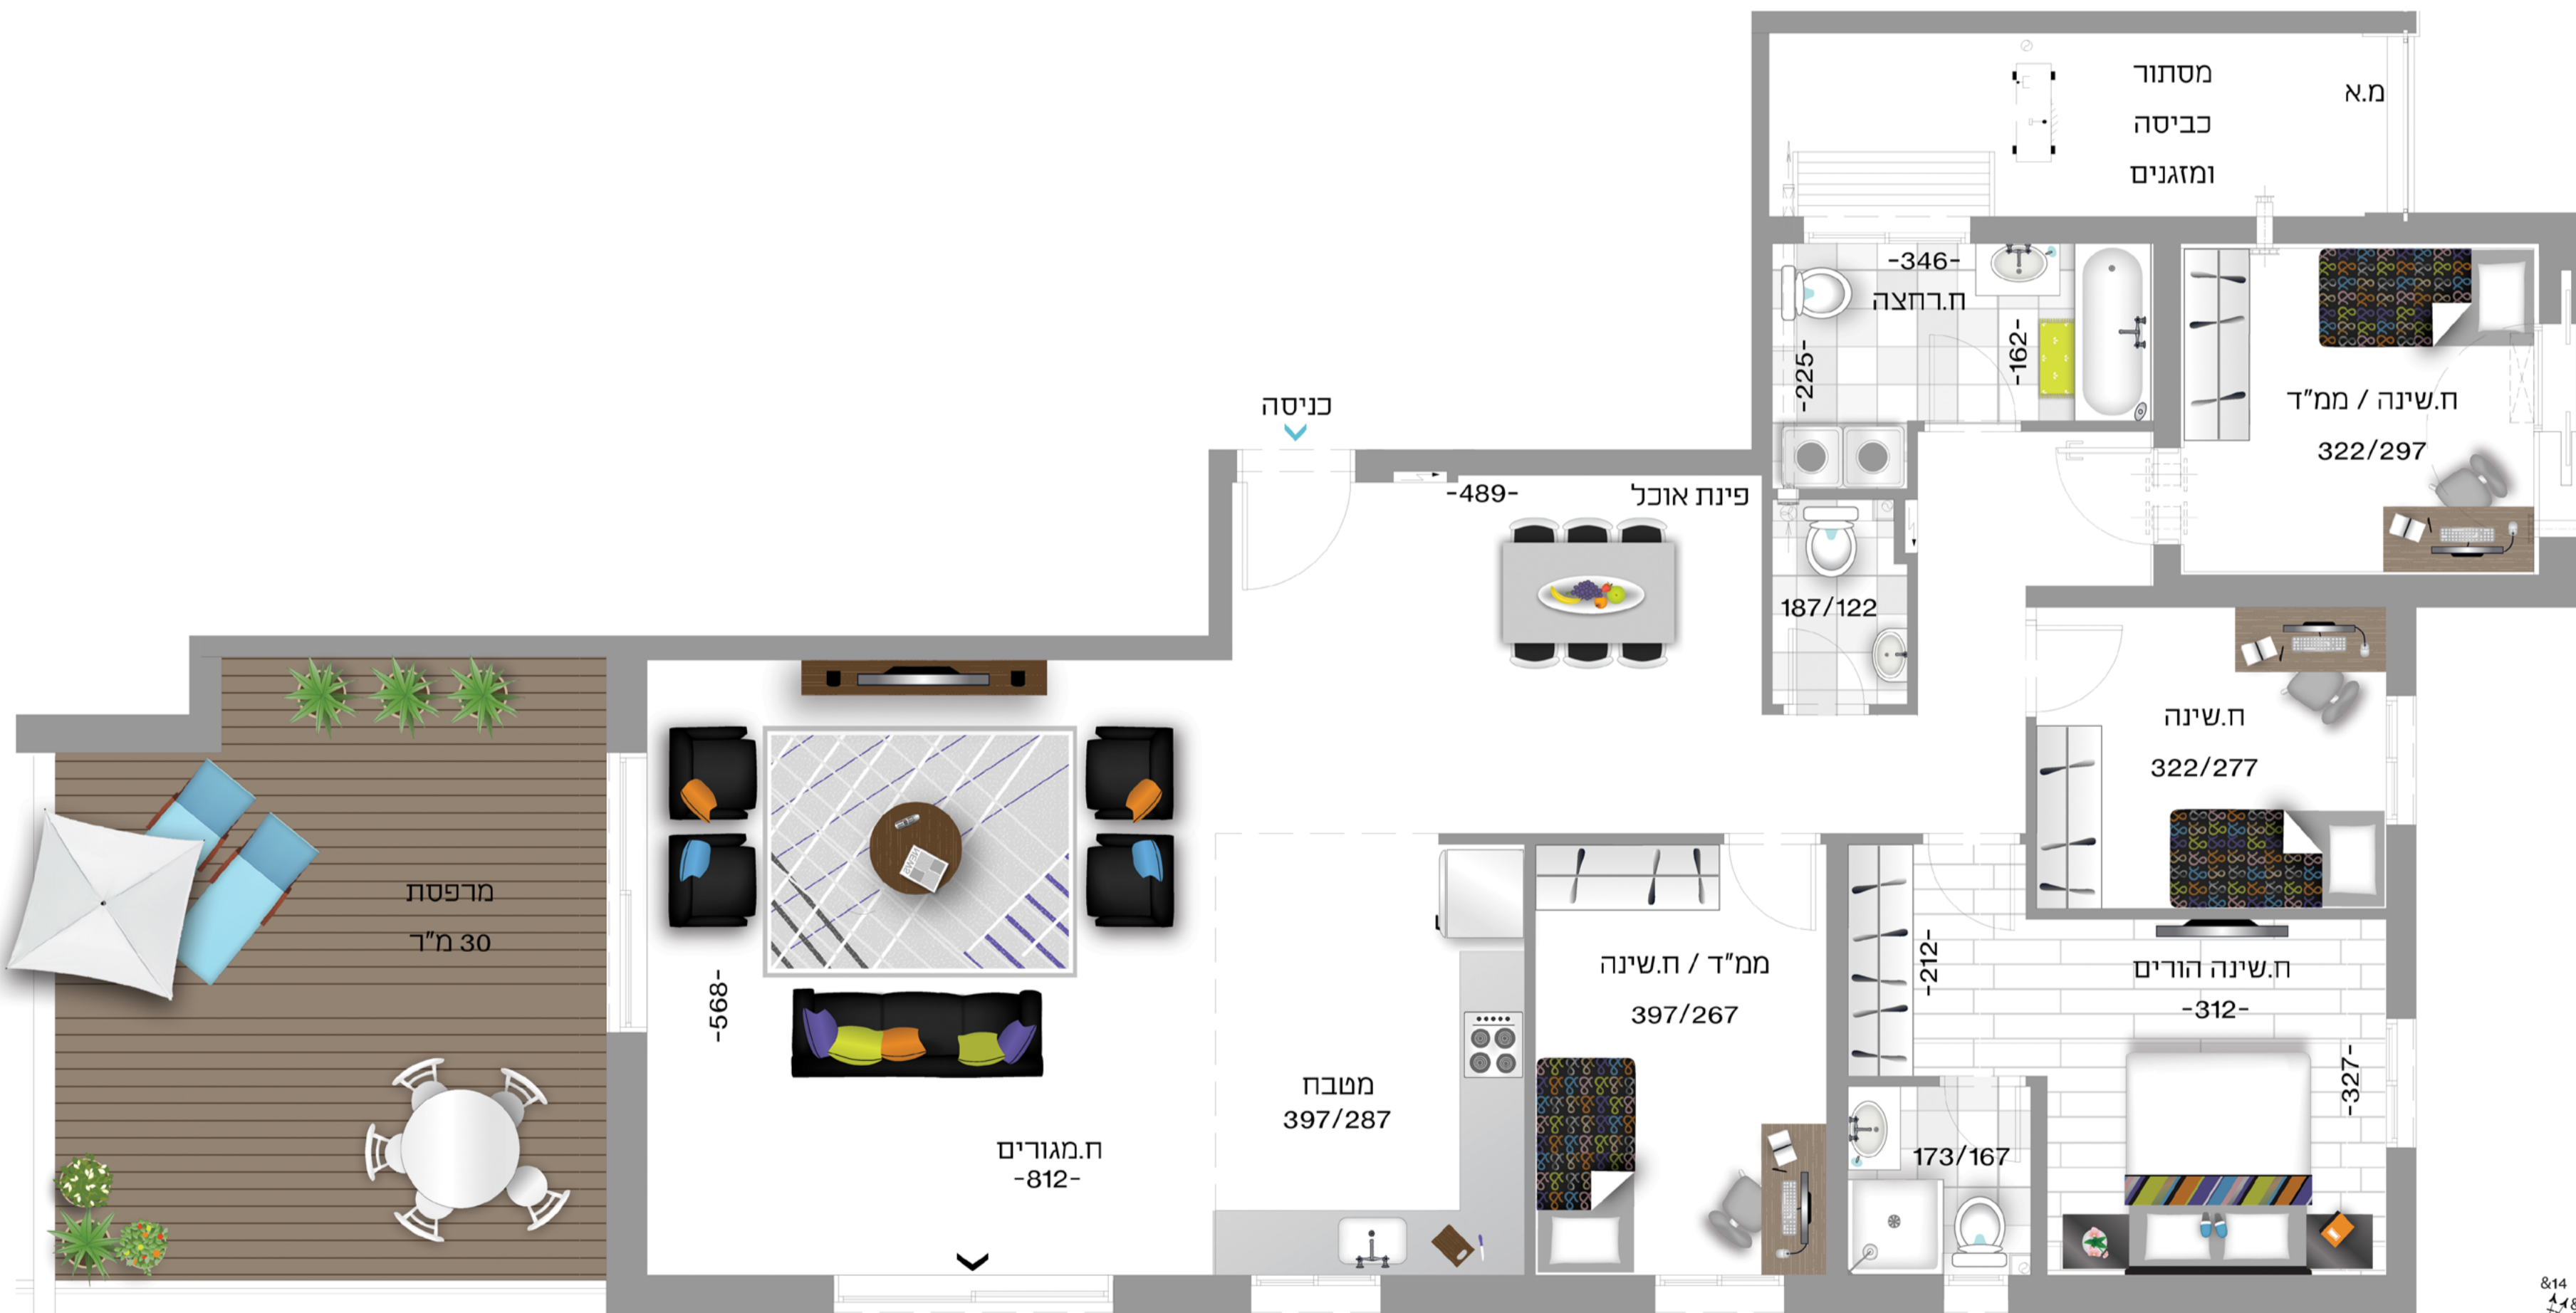 מסתור
כביסה
ומזגנים
מ.א
-346-
ח.רחצה
-225-
-162-
ח.שינה / ממ"ד
322/297
כניסה
-489-
פינת אוכל
187/122
ח.שינה
322/277
מרפסת
30 מ"ר
-568-
ח.מגורים
-812-
מטבח
397/287
ממ"ד / ח.שינה
397/267
-212-
ח.שינה הורים
-312-
-327-
173/167
&14